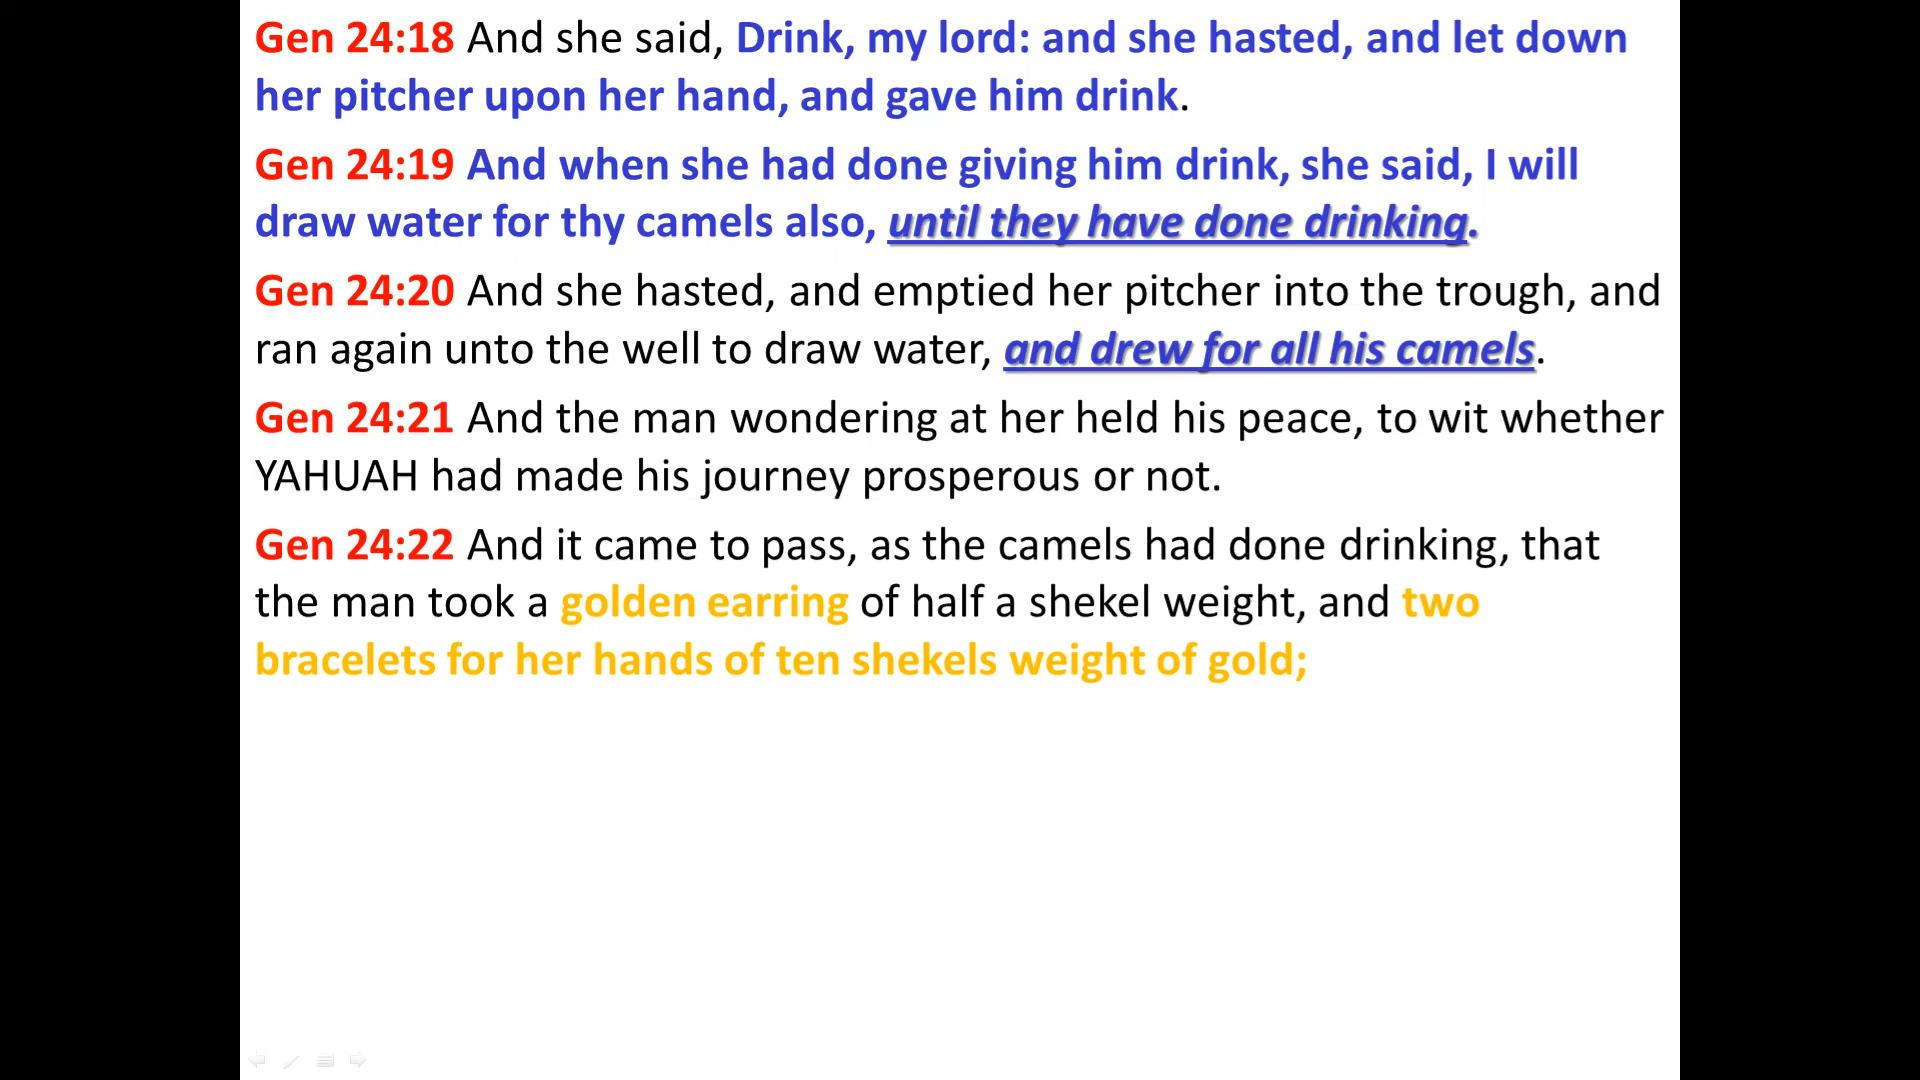 Gen 24:18 And she said, Drink, my lord: and she hasted, and let down
her pitcher upon her hand, and gave him drink.
Gen 24:19 And when she had done giving him drink, she said, I will
draw water for thy camels also, until they have done drinking.
Gen 24:20 And she hasted, and emptied her pitcher into the trough, and
ran again unto the well to draw water, and drew for all his camels.
Gen 24:21 And the man wondering at her held his peace, to wit whether
YAHUAH had made his journey prosperous or not.
Gen 24:22 And it came to pass, as the camels had done drinking, that
the man took a golden earring of half a shekel weight, and two
bracelets for her hands of ten shekels weight of gold;